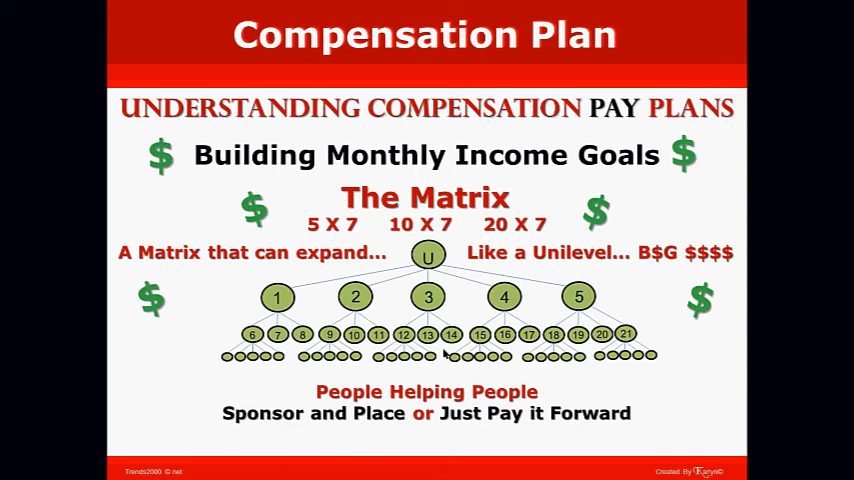 Compensation Plan
UNDERSTANDING COMPENSATION PAY PLANS
$ Building Monthly Income Goals $
$ The Matrix $
5 X 7 10 X 7 20 X 7
A Matrix that can expand... U Like a Unilevel... B$G $$$$
$ 1 2 3 4 5 $
6 7 8 9 10 11 12 13 14 15 16 17 18 19 20 21
People Helping People
Sponsor and Place or Just Pay it Forward
Trends2000 © net Created By Karlyn©